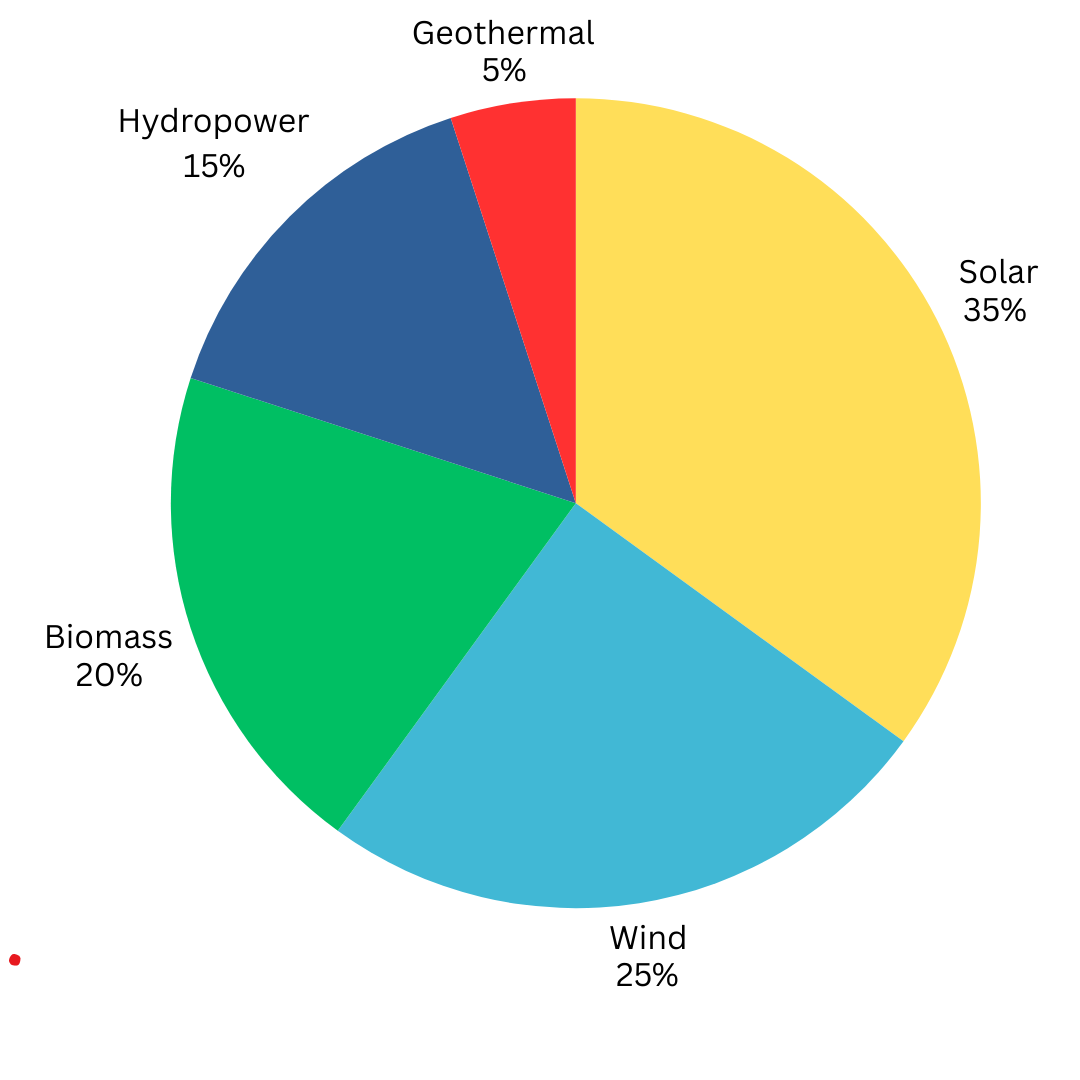 Geothermal
5%
Hydropower
15%
Solar
35%
Biomass
20%
Wind
25%